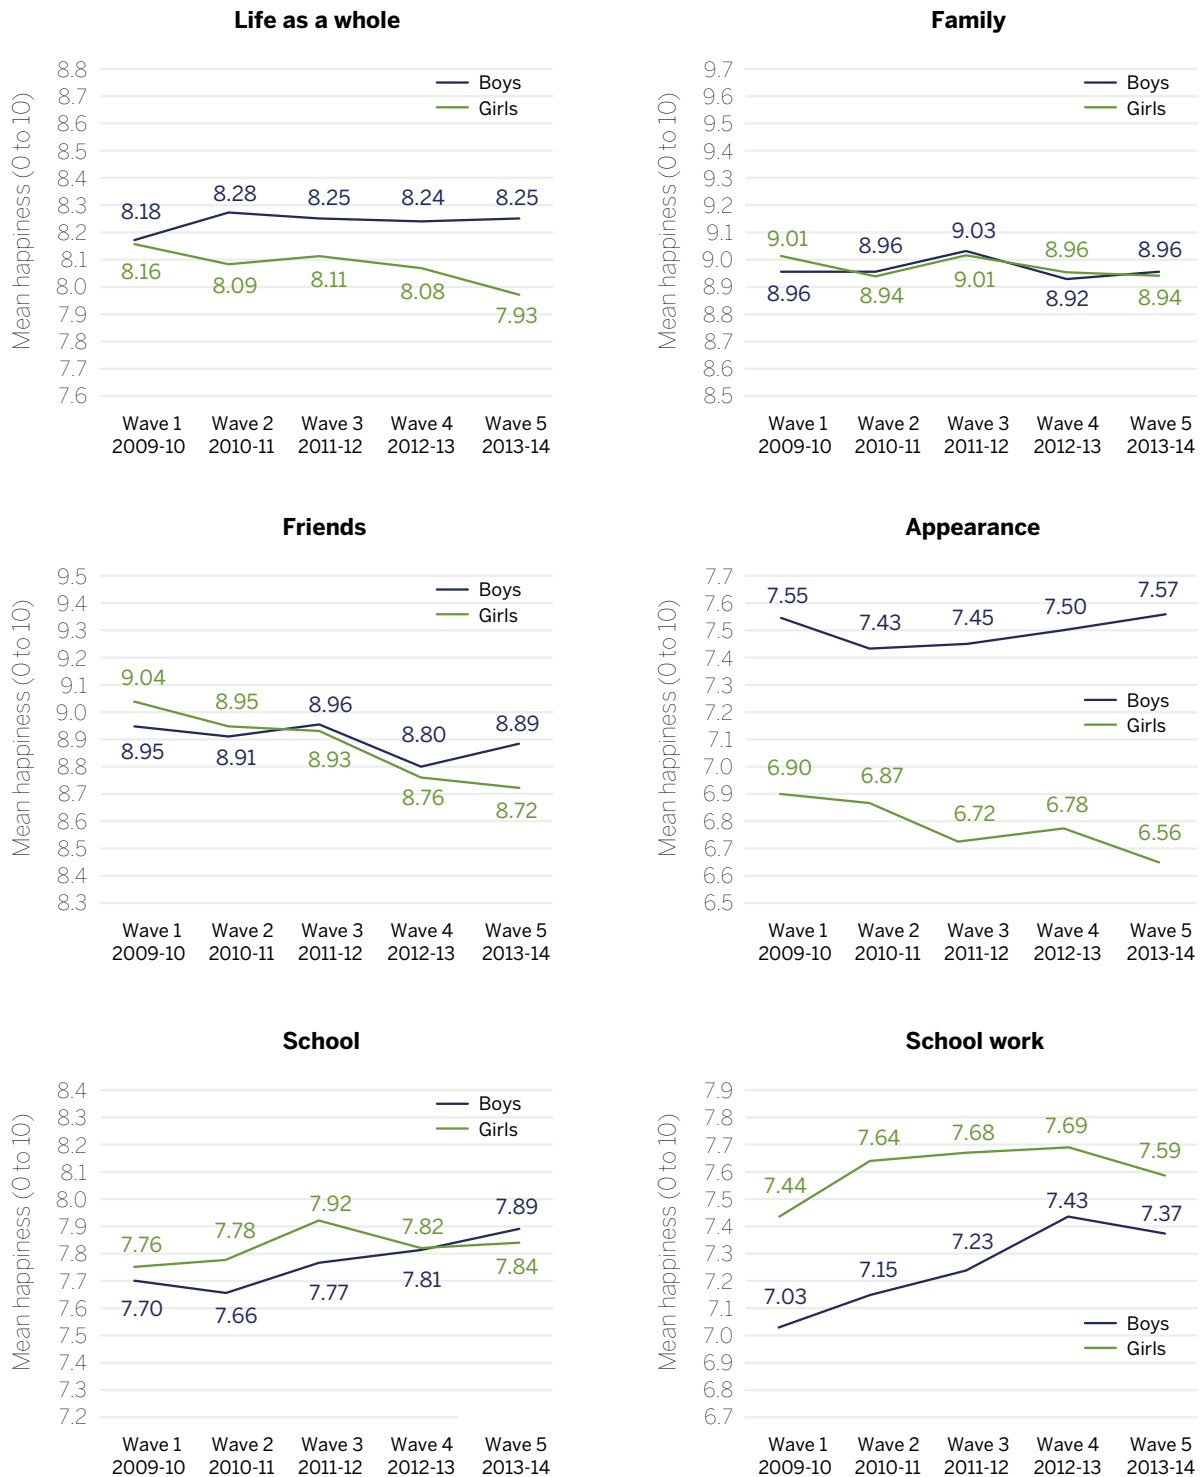 Life as a whole
Mean happiness (0 to 10)
8.8
8.7
8.6
8.5
8.4
8.3
8.2
8.1
8.0
7.9
7.8
7.7
7.6
Boys
Girls
8.18 8.28 8.25 8.24 8.25
8.16 8.09 8.11 8.08 7.93
Wave 1 Wave 2 Wave 3 Wave 4 Wave 5
2009-10 2010-11 2011-12 2012-13 2013-14
Family
Mean happiness (0 to 10)
9.7
9.6
9.5
9.4
9.3
9.2
9.1
9.0
8.9
8.8
8.7
8.6
8.5
Boys
Girls
9.01 8.96 9.03 8.96 8.96
8.96 8.94 9.01 8.92 8.94
Wave 1 Wave 2 Wave 3 Wave 4 Wave 5
2009-10 2010-11 2011-12 2012-13 2013-14
Friends
Mean happiness (0 to 10)
9.5
9.4
9.3
9.2
9.1
9.0
8.9
8.8
8.7
8.6
8.5
8.4
8.3
Boys
Girls
9.04 8.95 8.96 8.80 8.89
8.95 8.91 8.93 8.76 8.72
Wave 1 Wave 2 Wave 3 Wave 4 Wave 5
2009-10 2010-11 2011-12 2012-13 2013-14
Appearance
Mean happiness (0 to 10)
7.7
7.6
7.5
7.4
7.3
7.2
7.1
7.0
6.9
6.8
6.7
6.6
6.5
7.55 7.43 7.45 7.50 7.57
Boys
Girls
6.90 6.87 6.72 6.78 6.56
Wave 1 Wave 2 Wave 3 Wave 4 Wave 5
2009-10 2010-11 2011-12 2012-13 2013-14
School
Mean happiness (0 to 10)
8.4
8.3
8.2
8.1
8.0
7.9
7.8
7.7
7.6
7.5
7.4
7.3
7.2
Boys
Girls
7.76 7.78 7.92 7.82 7.89
7.70 7.66 7.77 7.81 7.84
Wave 1 Wave 2 Wave 3 Wave 4 Wave 5
2009-10 2010-11 2011-12 2012-13 2013-14
School work
Mean happiness (0 to 10)
7.9
7.8
7.7
7.6
7.5
7.4
7.3
7.2
7.1
7.0
6.9
6.8
6.7
7.44 7.64 7.68 7.69 7.59
7.03 7.15 7.23 7.43 7.37
Boys
Girls
Wave 1 Wave 2 Wave 3 Wave 4 Wave 5
2009-10 2010-11 2011-12 2012-13 2013-14